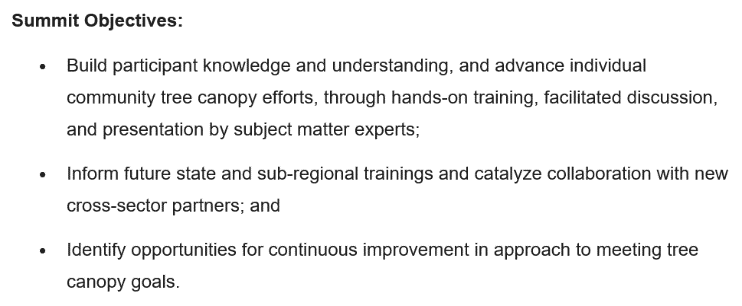 Summit Objectives:
• Build participant knowledge and understanding, and advance individual
community tree canopy efforts, through hands-on training, facilitated discussion,
and presentation by subject matter experts;
• Inform future state and sub-regional trainings and catalyze collaboration with new
cross-sector partners; and
• Identify opportunities for continuous improvement in approach to meeting tree
canopy goals.